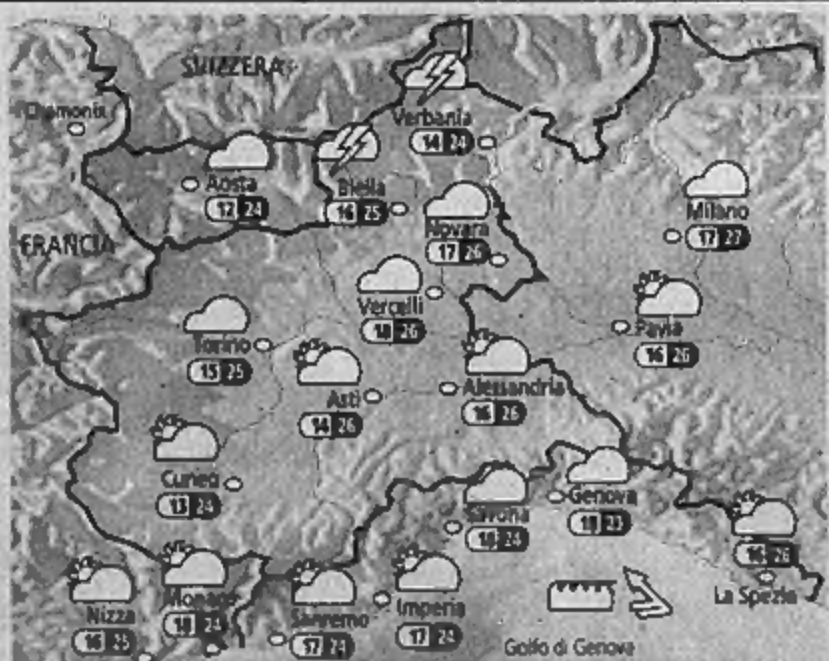 SVIZZERA
Chamonix
Verbania
14 24
Aosta
12 24
Biella
16 25
Milano
17 27
Novara
17 26
FRANCIA
Vercelli
18 26
Pavia
16 26
Torino
15 25
Asti
14 26
Alessandria
16 26
Cuneo
13 24
Genova
18 23
Savona
18 24
La Spezia
Nizza
16 25
Monaco
18 24
Sanremo
17 24
Imperia
17 24
Golfo di Genova